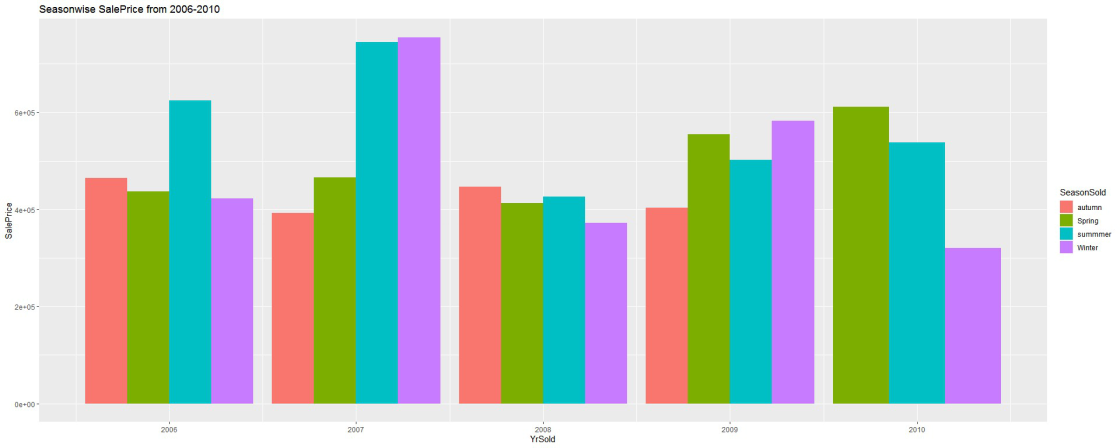 Seasonwise SalePrice from 2006-2010
SalePrice
6e+05
4e+05
2e+05
0e+00
2006 2007 2008 2009 2010
YrSold
SeasonSold
autumn
Spring
summmer
Winter